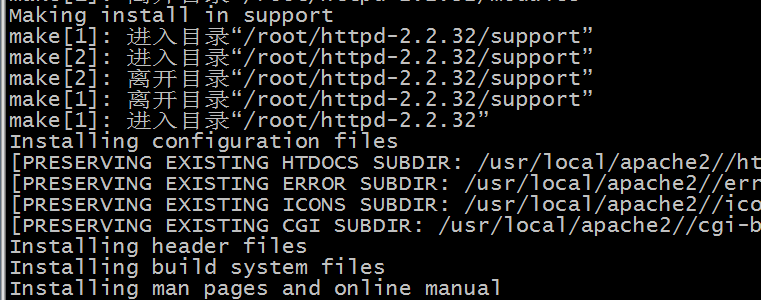 Making install in support
make[1]: 进入目录“/root/httpd-2.2.32/support”
make[2]: 进入目录“/root/httpd-2.2.32/support”
make[2]: 离开目录“/root/httpd-2.2.32/support”
make[1]: 离开目录“/root/httpd-2.2.32/support”
make[1]: 进入目录“/root/httpd-2.2.32”
Installing configuration files
[PRESERVING EXISTING HTDOCS SUBDIR: /usr/local/apache2//ht
[PRESERVING EXISTING ERROR SUBDIR: /usr/local/apache2//err
[PRESERVING EXISTING ICONS SUBDIR: /usr/local/apache2//ico
[PRESERVING EXISTING CGI SUBDIR: /usr/local/apache2//cgi-b
Installing header files
Installing build system files
Installing man pages and online manual